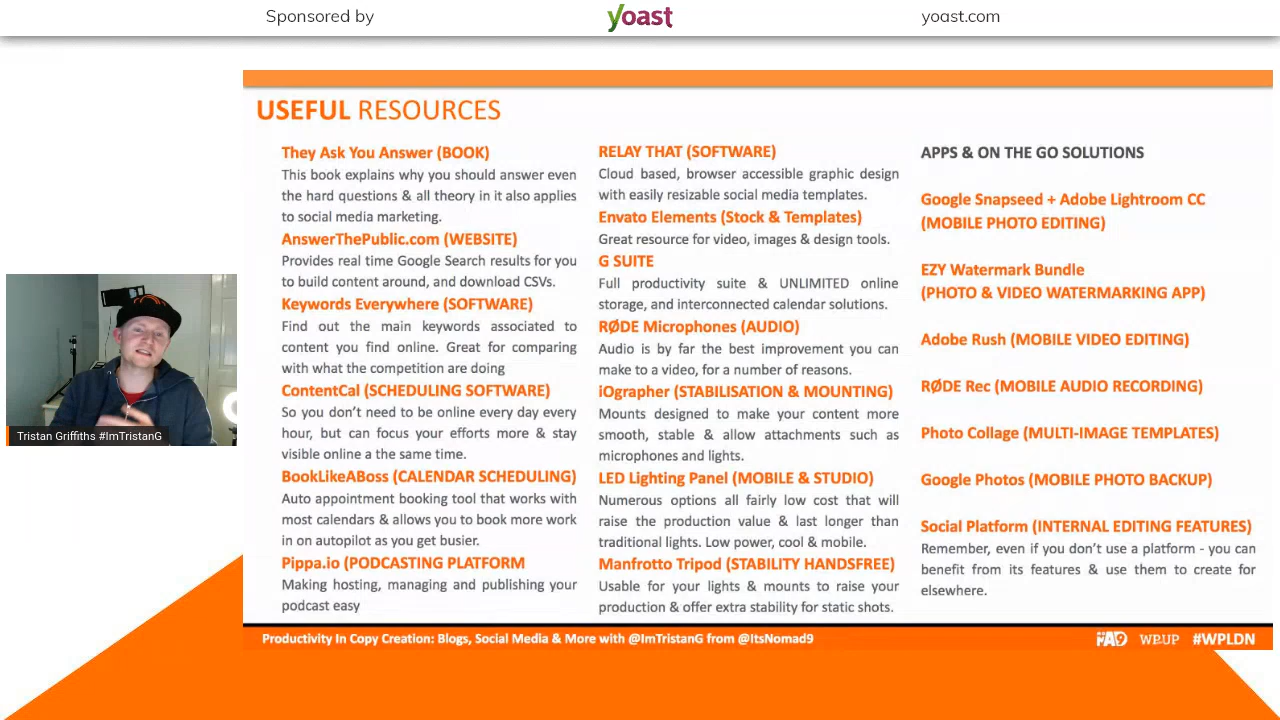 Sponsored by
yoast
yoast.com
USEFUL RESOURCES
They Ask You Answer (BOOK)
This book explains why you should answer even
the hard questions & all theory in it also applies
to social media marketing.
AnswerThePublic.com (WEBSITE)
Provides real time Google Search results for you
to build content around, and download CSVs.
Keywords Everywhere (SOFTWARE)
Find out the main keywords associated to
content you find online. Great for comparing
with what the competition are doing
ContentCal (SCHEDULING SOFTWARE)
So you don’t need to be online every day every
hour, but can focus your efforts more & stay
visible online a the same time.
BookLikeABoss (CALENDAR SCHEDULING)
Auto appointment booking tool that works with
most calendars & allows you to book more work
in on autopilot as you get busier.
Pippa.io (PODCASTING PLATFORM
Making hosting, managing and publishing your
podcast easy
RELAY THAT (SOFTWARE)
Cloud based, browser accessible graphic design
with easily resizable social media templates.
Envato Elements (Stock & Templates)
Great resource for video, images & design tools.
G SUITE
Full productivity suite & UNLIMITED online
storage, and interconnected calendar solutions.
RØDE Microphones (AUDIO)
Audio is by far the best improvement you can
make to a video, for a number of reasons.
iOgrapher (STABILISATION & MOUNTING)
Mounts designed to make your content more
smooth, stable & allow attachments such as
microphones and lights.
LED Lighting Panel (MOBILE & STUDIO)
Numerous options all fairly low cost that will
raise the production value & last longer than
traditional lights. Low power, cool & mobile.
Manfrotto Tripod (STABILITY HANDSFREE)
Usable for your lights & mounts to raise your
production & offer extra stability for static shots.
APPS & ON THE GO SOLUTIONS
Google Snapseed + Adobe Lightroom CC
(MOBILE PHOTO EDITING)
EZY Watermark Bundle
(PHOTO & VIDEO WATERMARKING APP)
Adobe Rush (MOBILE VIDEO EDITING)
RØDE Rec (MOBILE AUDIO RECORDING)
Photo Collage (MULTI-IMAGE TEMPLATES)
Google Photos (MOBILE PHOTO BACKUP)
Social Platform (INTERNAL EDITING FEATURES)
Remember, even if you don’t use a platform - you can
benefit from its features & use them to create for
elsewhere.
Tristan Griffiths #ImTristanG
Productivity In Copy Creation: Blogs, Social Media & More with @ImTristanG from @ItsNomad9
#WPLDN